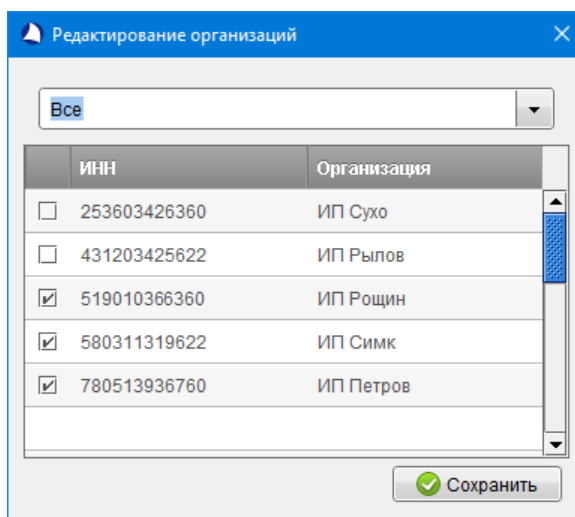 Редактирование организаций
Все
ИНН Организация
253603426360 ИП Сухо
431203425622 ИП Рылов
519010366360 ИП Рощин
580311319622 ИП Симк
780513936760 ИП Петров
Сохранить